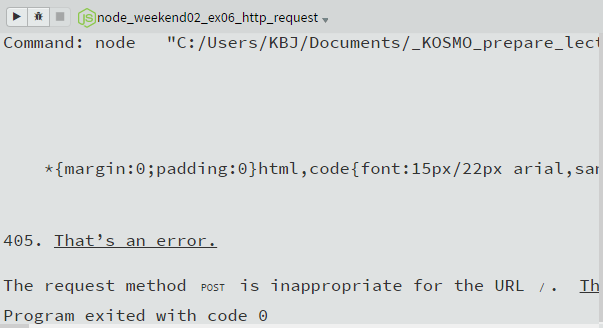 node_weekend02_ex06_http_request
Command: node "C:/Users/KBJ/Documents/_KOSMO_prepare_lect
*{margin:0;padding:0}html,code{font:15px/22px arial,san
405. That’s an error.
The request method POST is inappropriate for the URL /. Th
Program exited with code 0